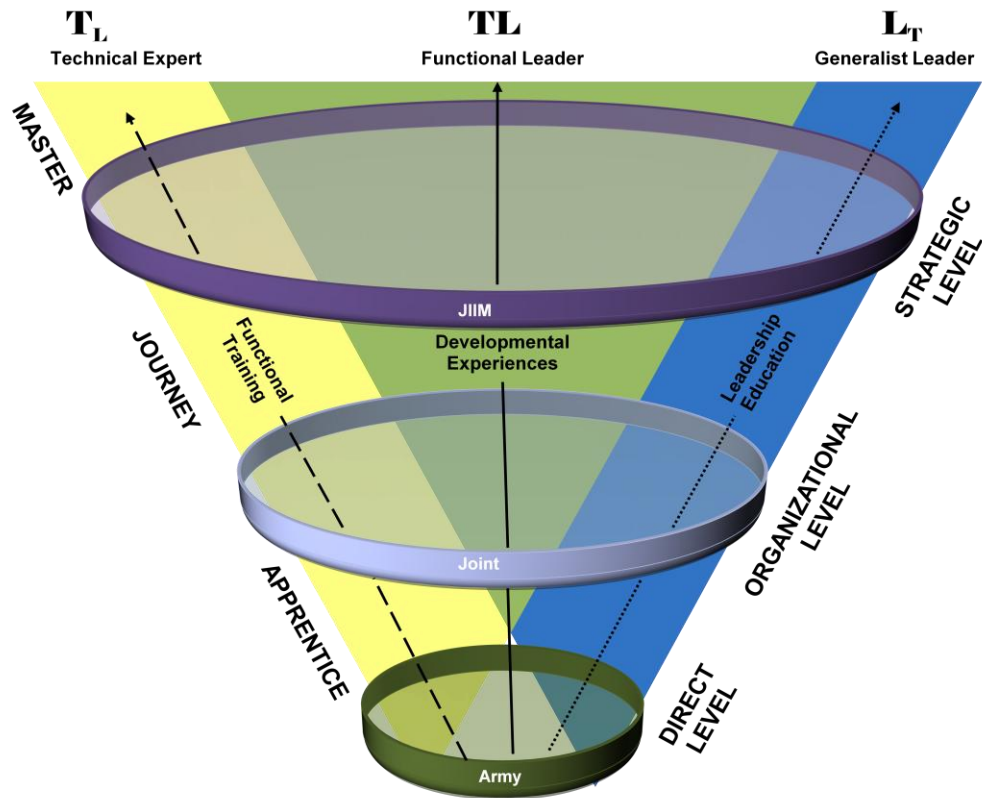 TL
TL
LT
Technical Expert
Functional Leader
Generalist Leader
MASTER
STRATEGIC
LEVEL
JIIM
Functional
Training
Developmental
Experiences
Leadership
Education
JOURNEY
ORGANIZATIONAL
LEVEL
Joint
APPRENTICE
DIRECT
LEVEL
Army